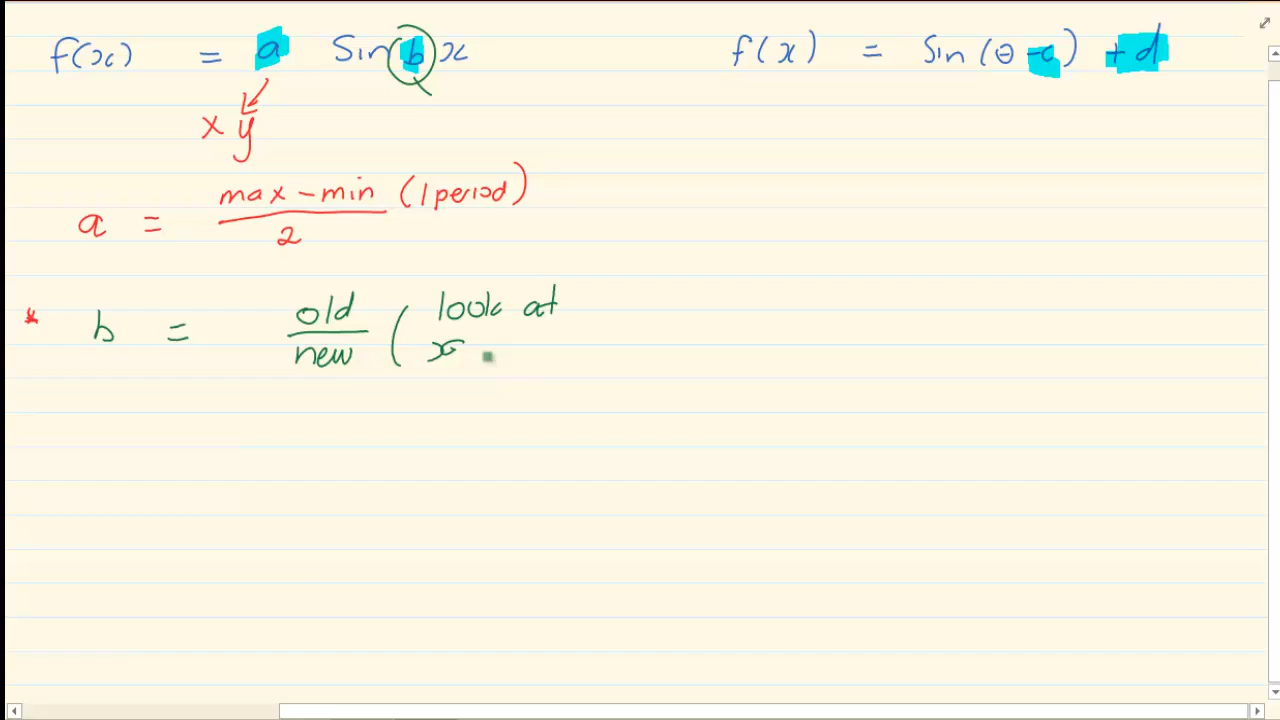 f(x) = a Sin b x
f(x) = Sin (θ - c) + d
x y
a = max - min (1 period)
2
* b = old ( look at
new x